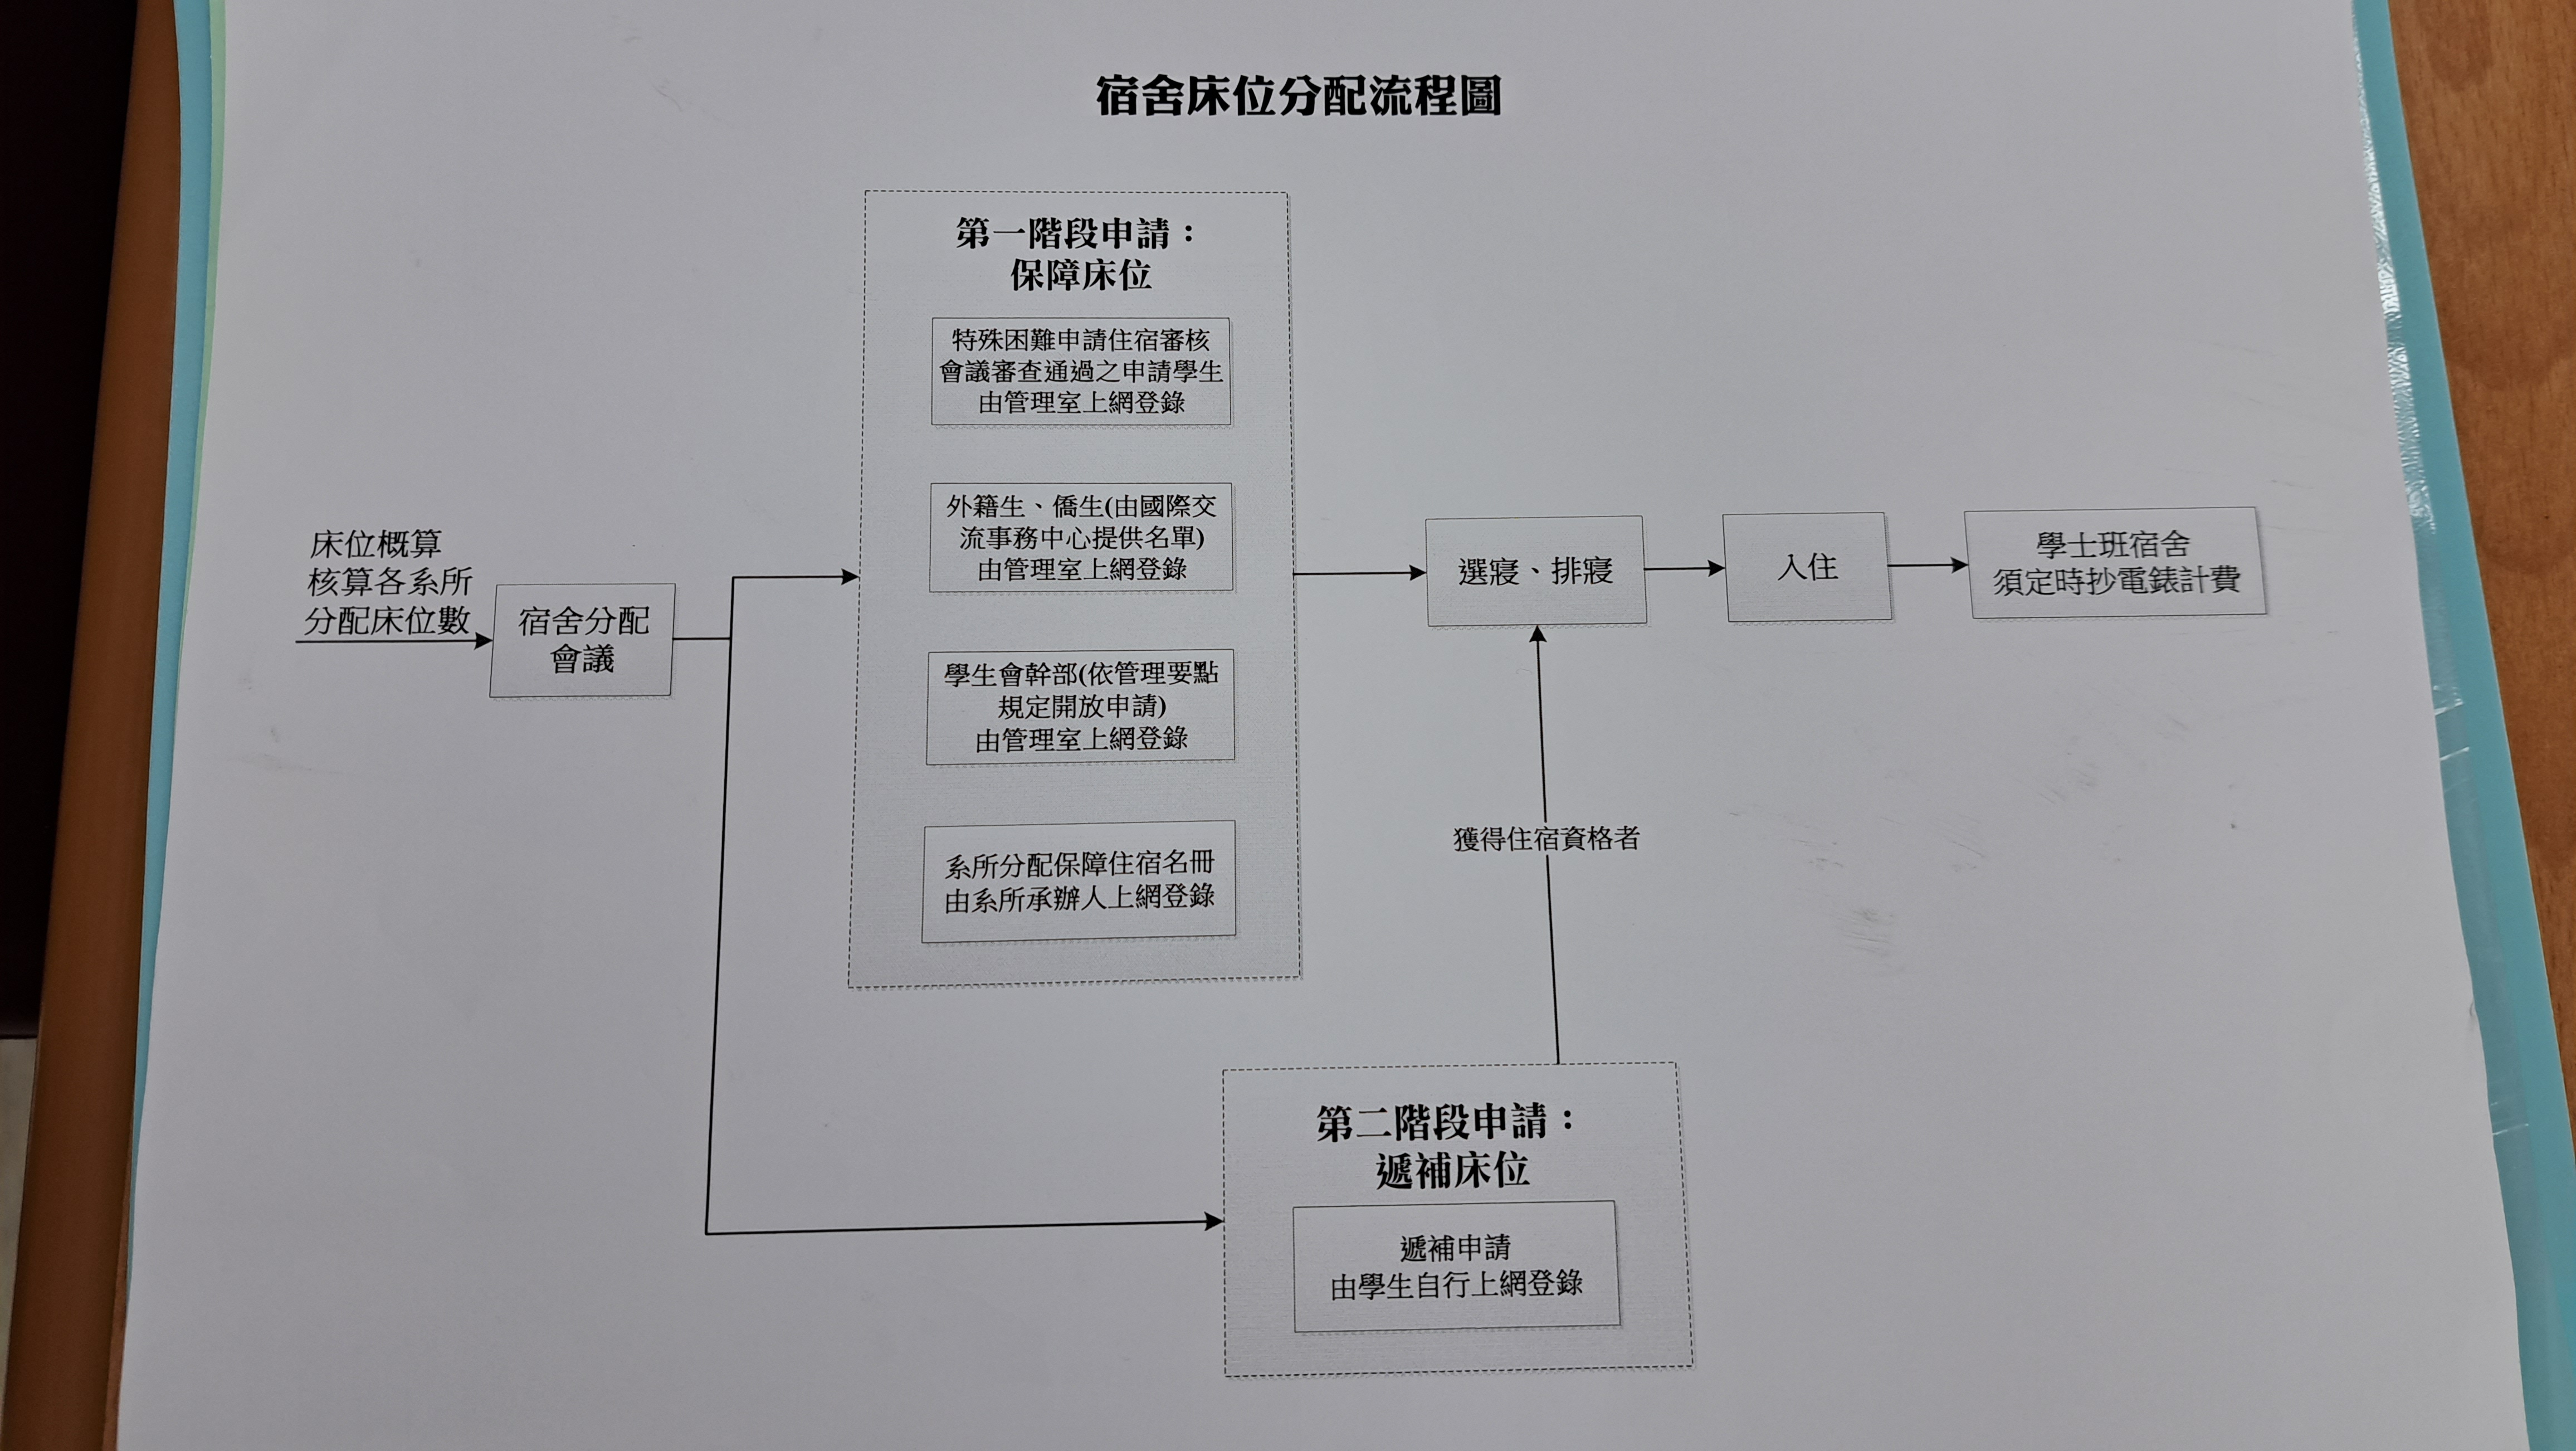 宿舍床位分配流程圖
床位概算
核算各系所
分配床位數
宿舍分配
會議
第一階段申請：
保障床位
特殊困難申請住宿審核
會議審查通過之申請學生
由管理室上網登錄
外籍生、僑生(由國際交
流事務中心提供名單)
由管理室上網登錄
學生會幹部(依管理要點
規定開放申請)
由管理室上網登錄
系所分配保障住宿名冊
由系所承辦人上網登錄
選寢、排寢
入住
學士班宿舍
須定時抄電錶計費
獲得住宿資格者
第二階段申請：
遞補床位
遞補申請
由學生自行上網登錄